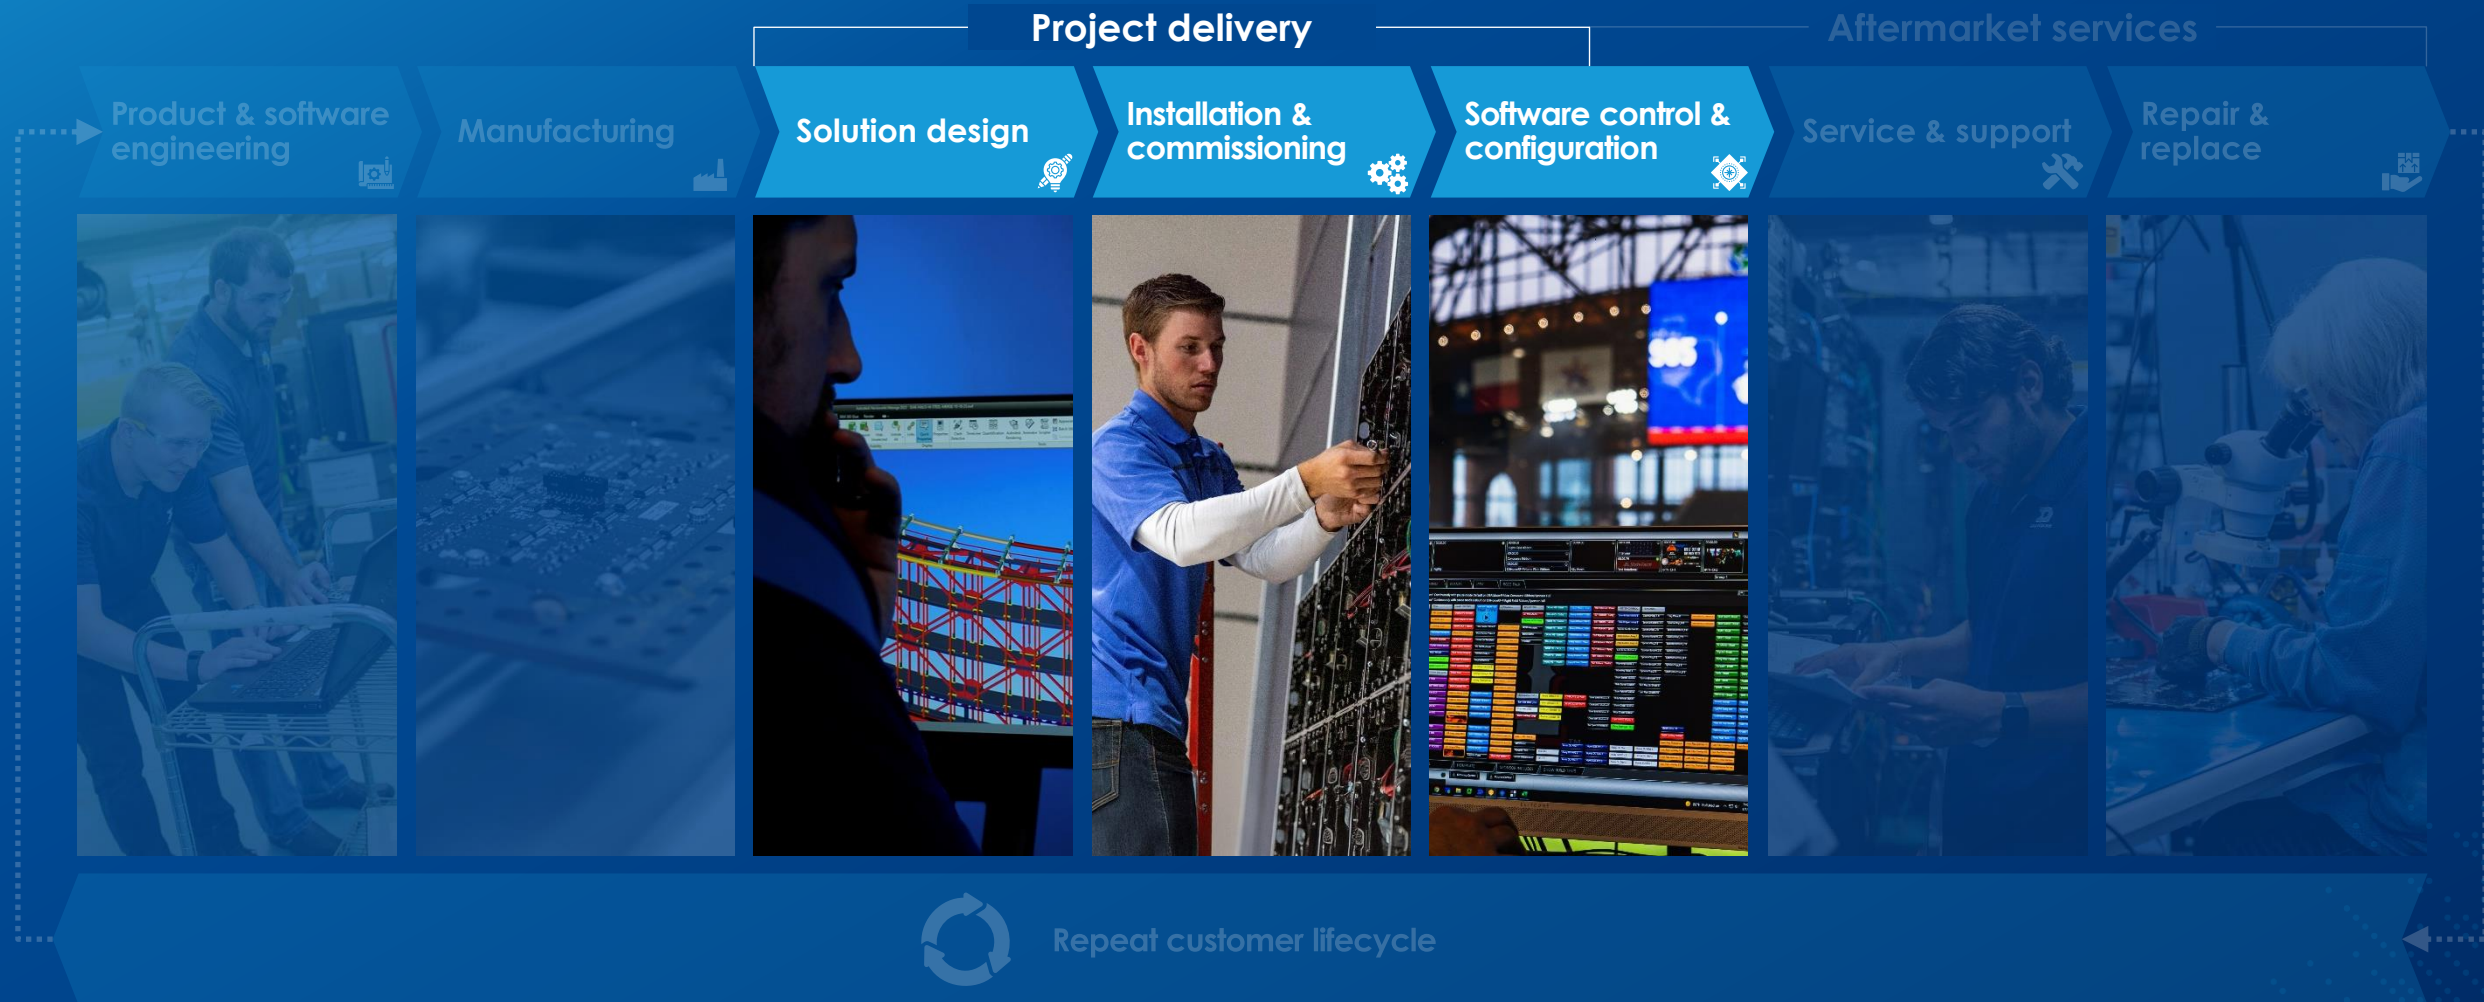 Project delivery
Aftermarket services
Product & software
engineering
Manufacturing
Solution design
Installation &
commissioning
Software control &
configuration
Service & support
Repair &
replace
Repeat customer lifecycle